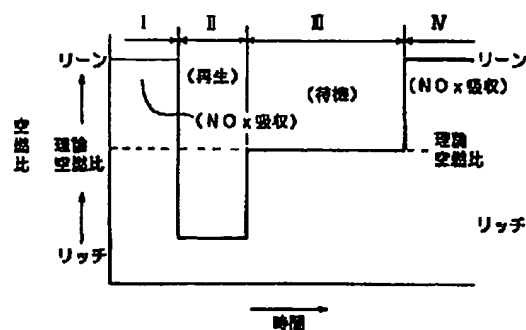 I II III IV
リーン リーン
(再生)
(NOx吸収)
(待機)
(NOx吸収)
空燃比
理論
空燃比
理論
空燃比
リッチ
リッチ
時間